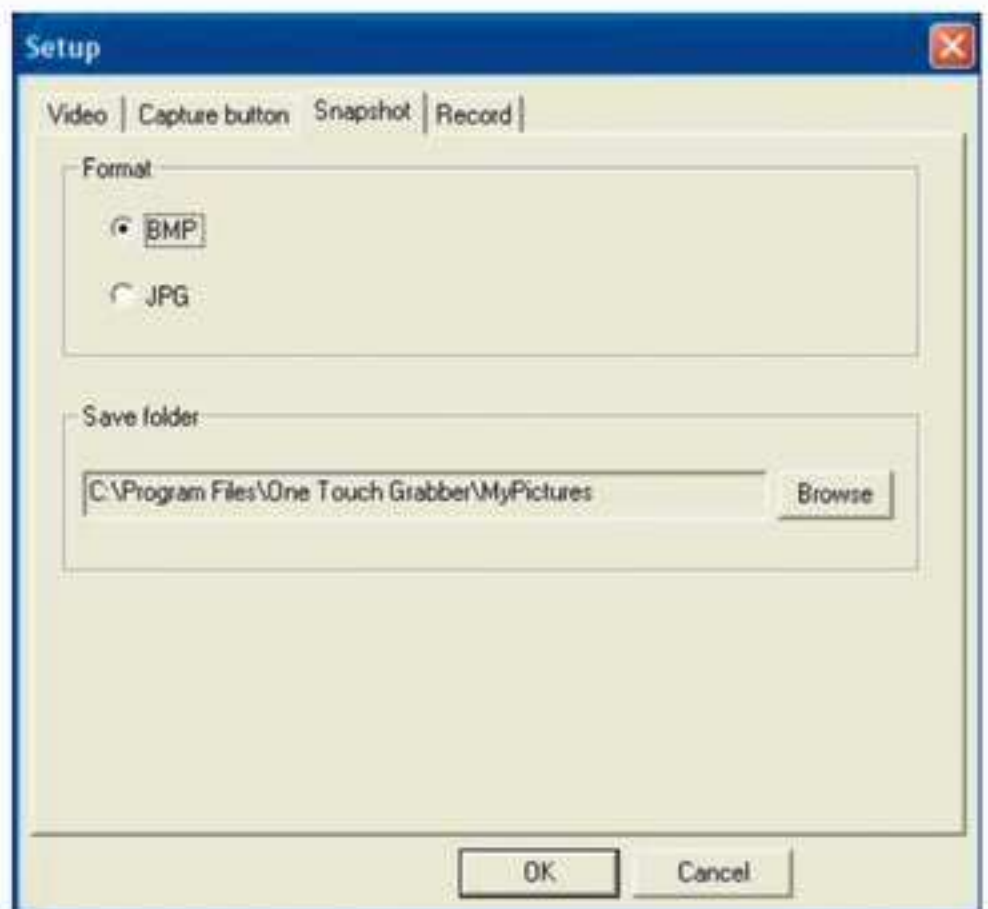 Setup
Video Capture button Snapshot Record
Format
BMP
JPG
Save folder
C:\Program Files\One Touch Grabber\MyPictures Browse
OK Cancel